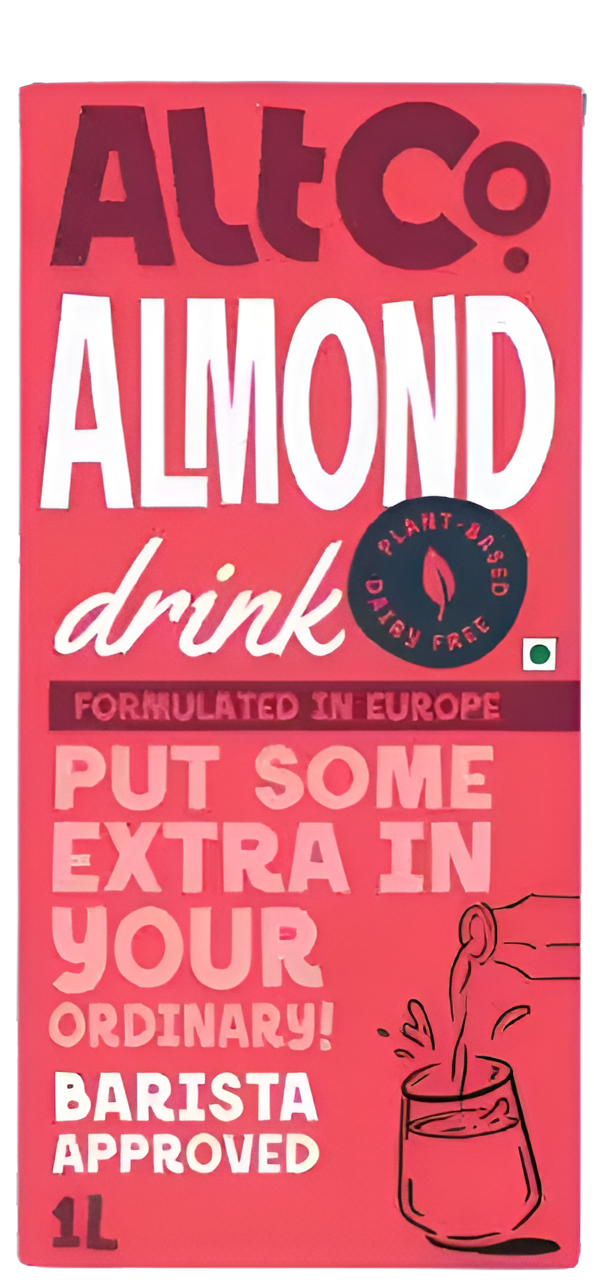 ALtCo.
ALMOND
drink
PLANT-BASED
DAIRY FREE
FORMULATED IN EUROPE
PUT SOME
EXTRA IN
YOUR
ORDINARY!
BARISTA
APPROVED
1L